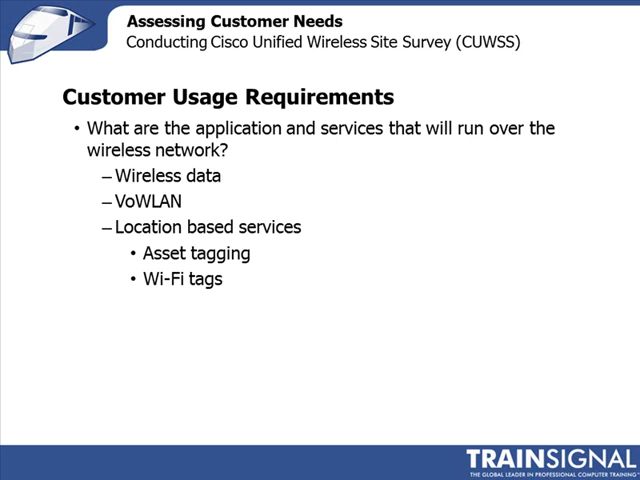 Assessing Customer Needs
Conducting Cisco Unified Wireless Site Survey (CUWSS)
Customer Usage Requirements
• What are the application and services that will run over the
wireless network?
– Wireless data
– VoWLAN
– Location based services
• Asset tagging
• Wi-Fi tags
TRAINSIGNAL
THE GLOBAL LEADER IN PROFESSIONAL COMPUTER TRAINING